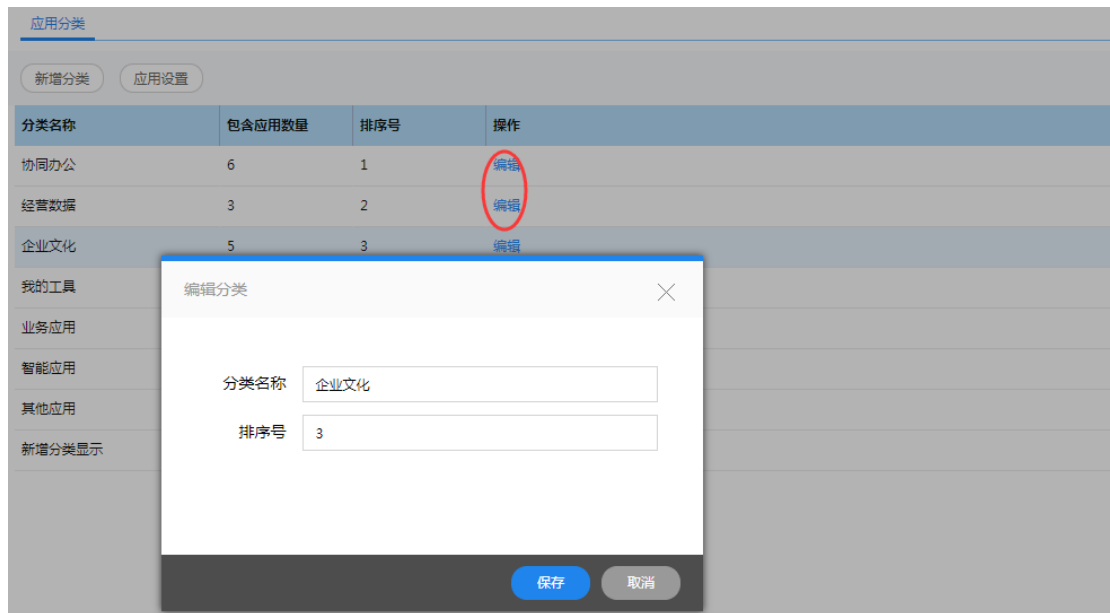 应用分类
新增分类 应用设置
分类名称 包含应用数量 排序号 操作
协同办公 6 1 编辑
经营数据 3 2 编辑
企业文化 5 3 编辑
我的工具
业务应用
智能应用
其他应用
新增分类显示
编辑分类
分类名称 企业文化
排序号 3
保存 取消